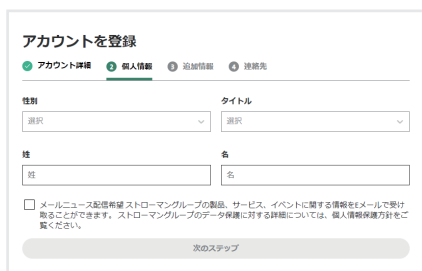 アカウントを登録
アカウント詳細 2 個人情報 3 追加情報 4 連絡先
性別 タイトル
選択 選択
姓 名
姓 名
メールニュース配信希望 ストローマングループの製品、サービス、イベントに関する情報をEメールで受け
取ることができます。 ストローマングループのデータ保護に対する詳細については、個人情報保護方針をご
覧ください。
次のステップ